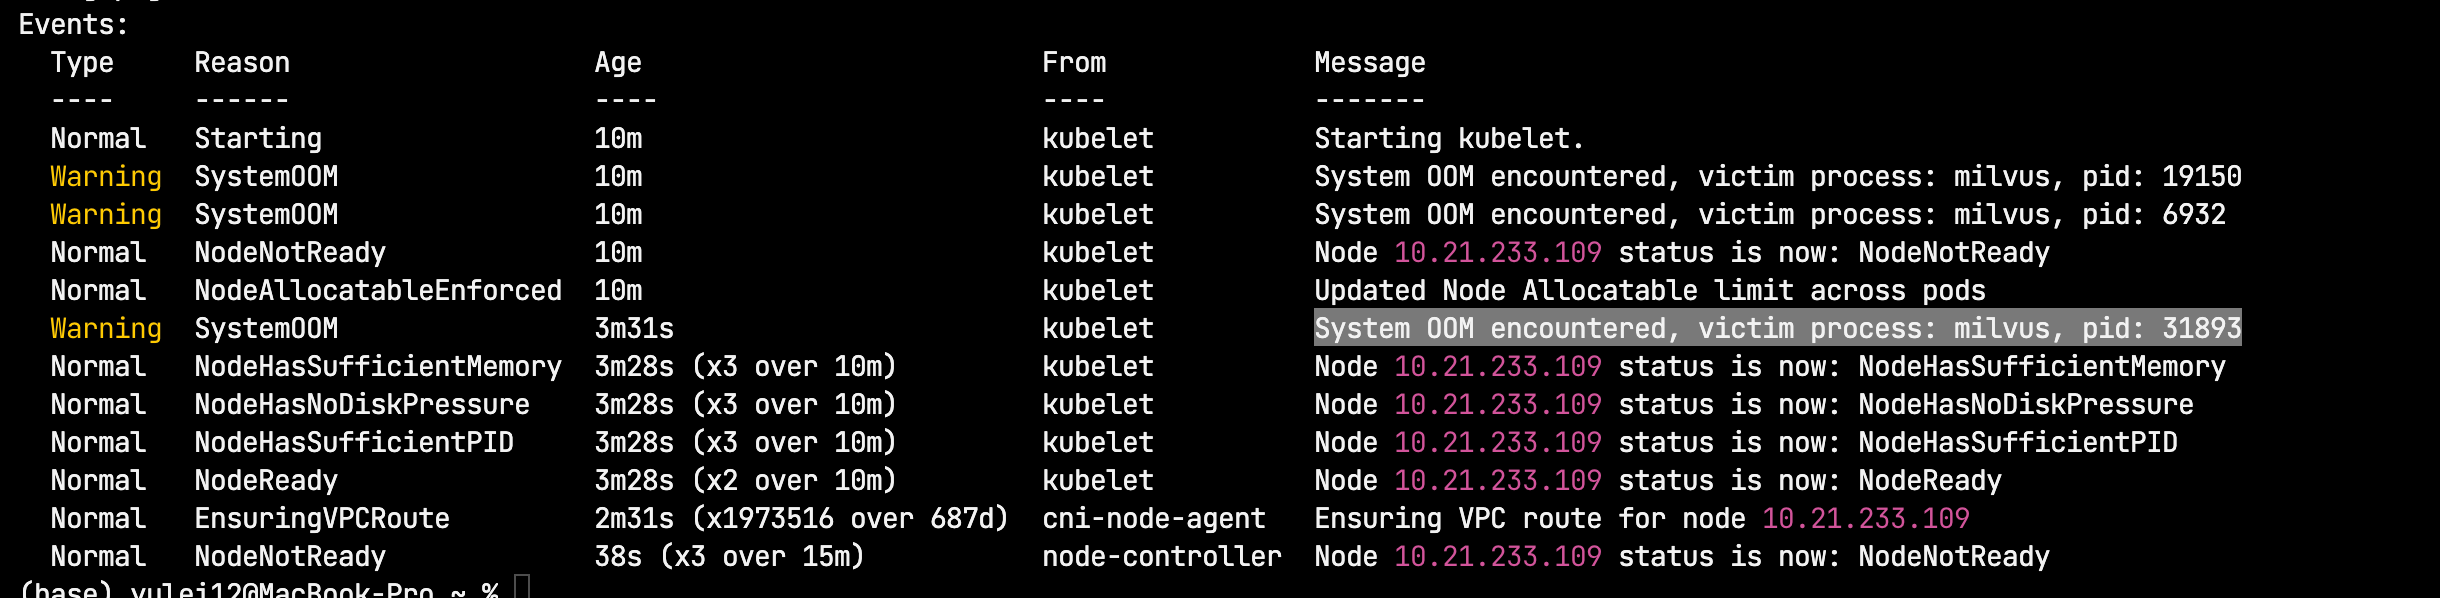 Events:
Type Reason Age From Message
---- ------ ---- ---- -------
Normal Starting 10m kubelet Starting kubelet.
Warning SystemOOM 10m kubelet System OOM encountered, victim process: milvus, pid: 19150
Warning SystemOOM 10m kubelet System OOM encountered, victim process: milvus, pid: 6932
Normal NodeNotReady 10m kubelet Node 10.21.233.109 status is now: NodeNotReady
Normal NodeAllocatableEnforced 10m kubelet Updated Node Allocatable limit across pods
Warning SystemOOM 3m31s kubelet System OOM encountered, victim process: milvus, pid: 31893
Normal NodeHasSufficientMemory 3m28s (x3 over 10m) kubelet Node 10.21.233.109 status is now: NodeHasSufficientMemory
Normal NodeHasNoDiskPressure 3m28s (x3 over 10m) kubelet Node 10.21.233.109 status is now: NodeHasNoDiskPressure
Normal NodeHasSufficientPID 3m28s (x3 over 10m) kubelet Node 10.21.233.109 status is now: NodeHasSufficientPID
Normal NodeReady 3m28s (x2 over 10m) kubelet Node 10.21.233.109 status is now: NodeReady
Normal EnsuringVPCRoute 2m31s (x1973516 over 687d) cni-node-agent Ensuring VPC route for node 10.21.233.109
Normal NodeNotReady 38s (x3 over 15m) node-controller Node 10.21.233.109 status is now: NodeNotReady
(base) yulei12@MacBook-Pro ~ %